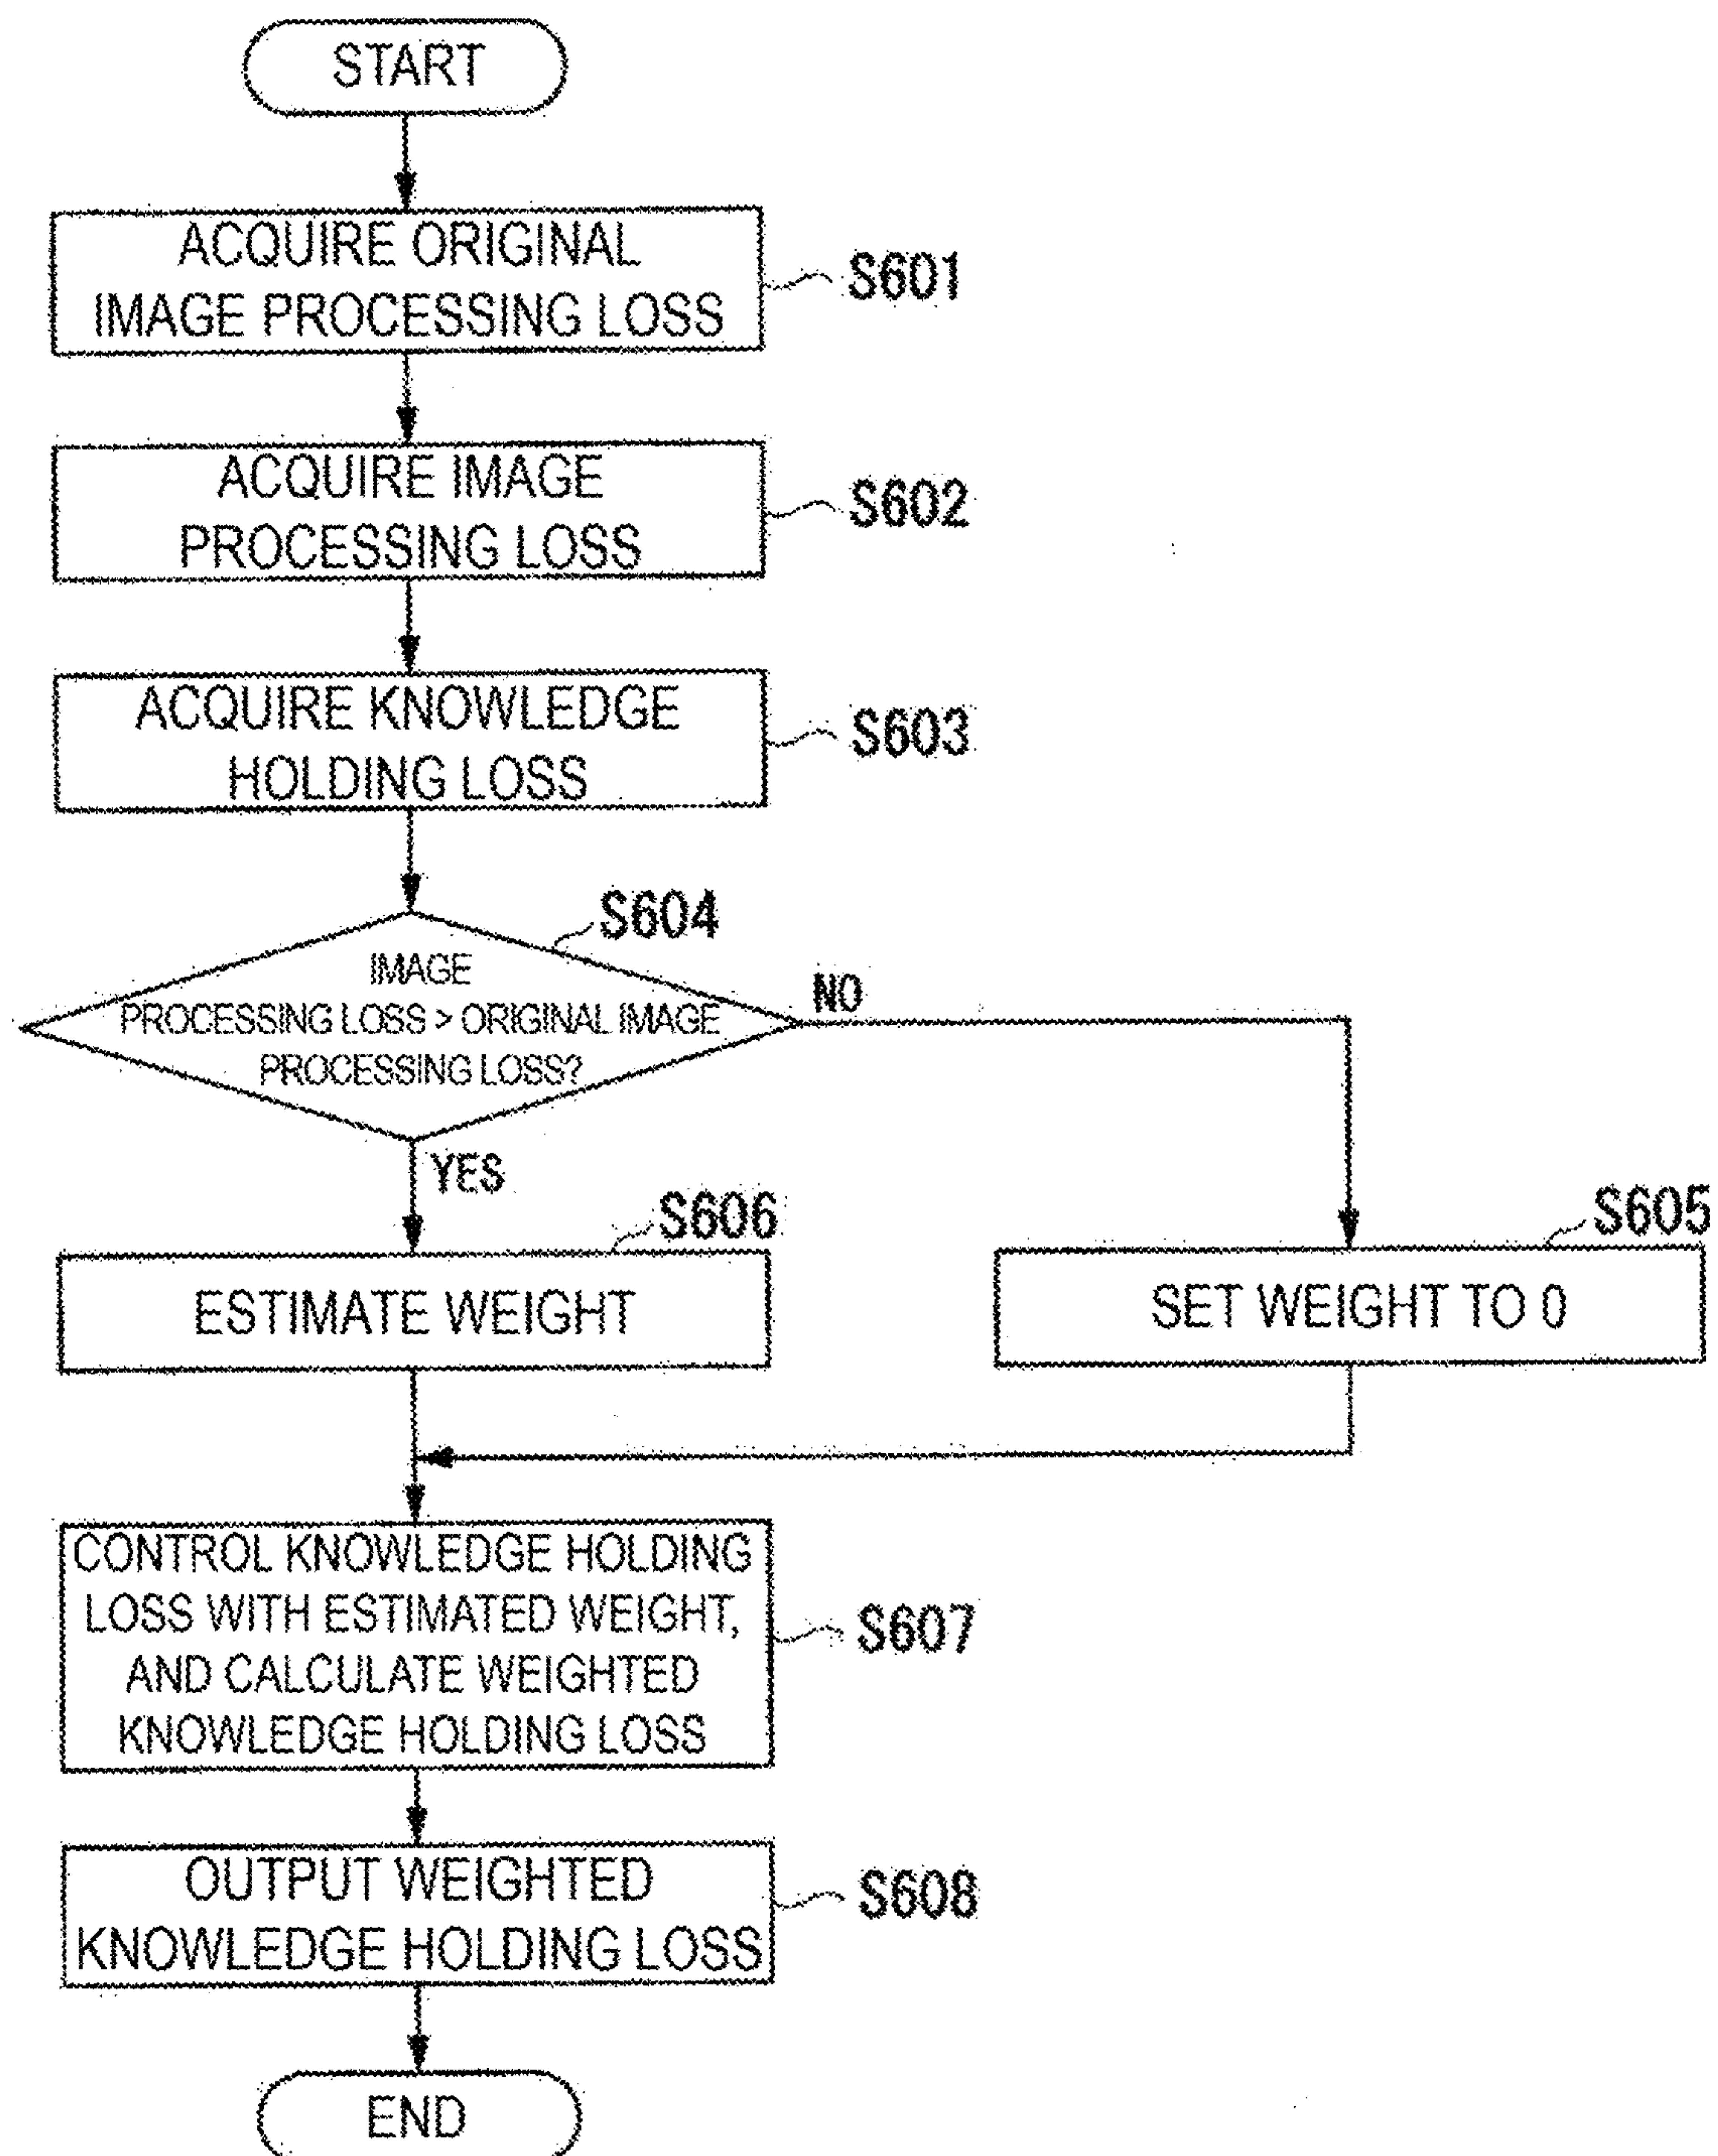 START
ACQUIRE ORIGINAL
IMAGE PROCESSING LOSS
S601
ACQUIRE IMAGE
PROCESSING LOSS
S602
ACQUIRE KNOWLEDGE
HOLDING LOSS
S603
S604
IMAGE
PROCESSING LOSS > ORIGINAL IMAGE
PROCESSING LOSS?
NO
YES
S606
ESTIMATE WEIGHT
S605
SET WEIGHT TO 0
CONTROL KNOWLEDGE HOLDING
LOSS WITH ESTIMATED WEIGHT,
AND CALCULATE WEIGHTED
KNOWLEDGE HOLDING LOSS
S607
OUTPUT WEIGHTED
KNOWLEDGE HOLDING LOSS
S608
END